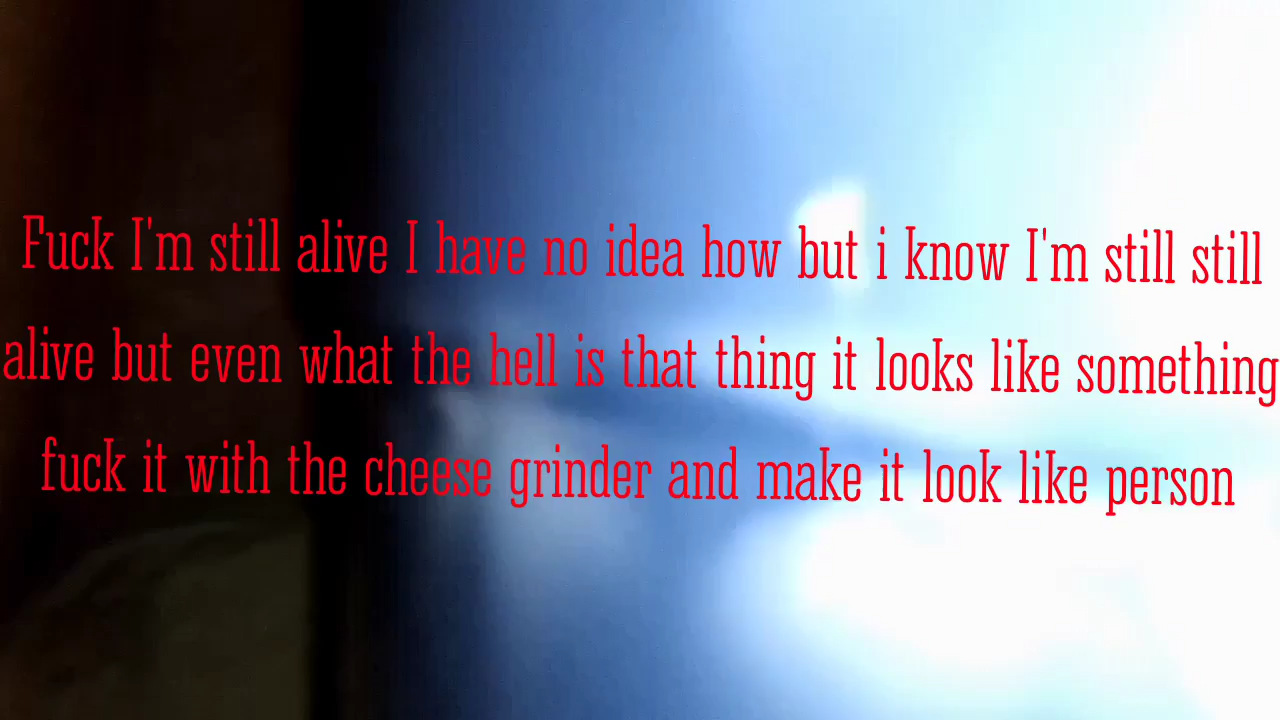 Fuck I'm still alive I have no idea how but i know I'm still still
alive but even what the hell is that thing it looks like something
fuck it with the cheese grinder and make it look like person